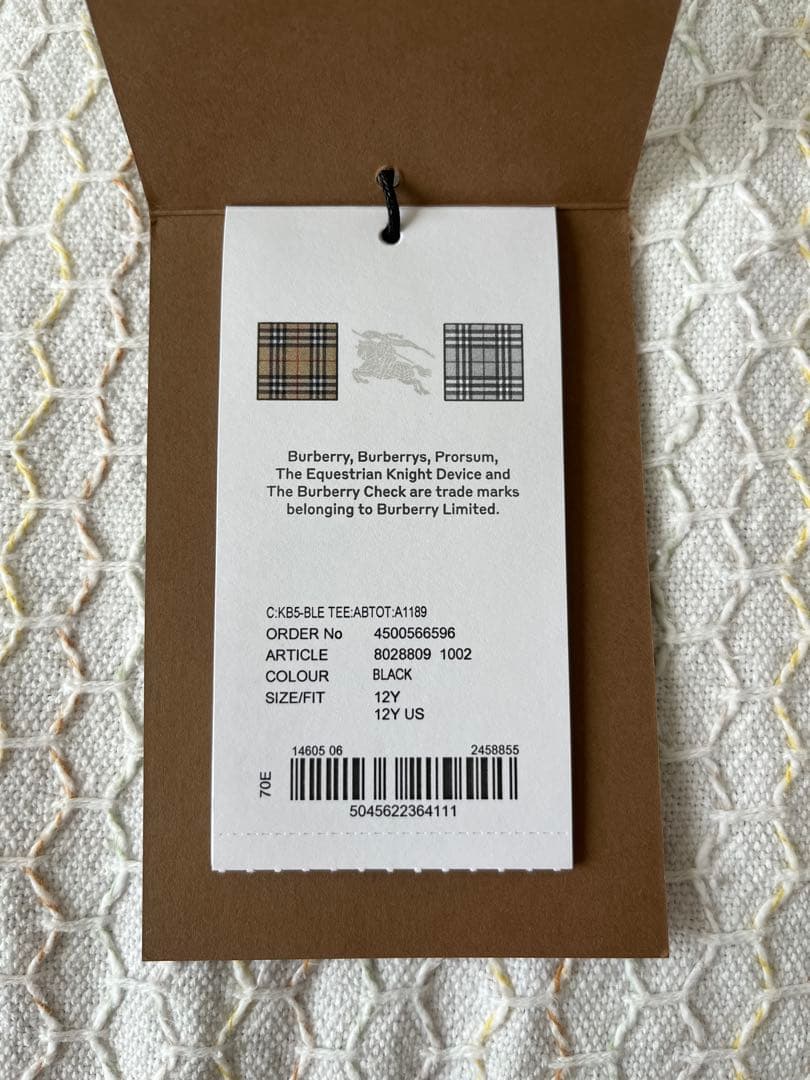 Burberry, Burberrys, Prorsum,
The Equestrian Knight Device and
The Burberry Check are trade marks
belonging to Burberry Limited.
C:KB5-BLE TEE:ABTOT:A1189
ORDER No 4500566596
ARTICLE 8028809 1002
COLOUR BLACK
SIZE/FIT 12Y
12Y US
14605 06 2458855
70E
5045622364111